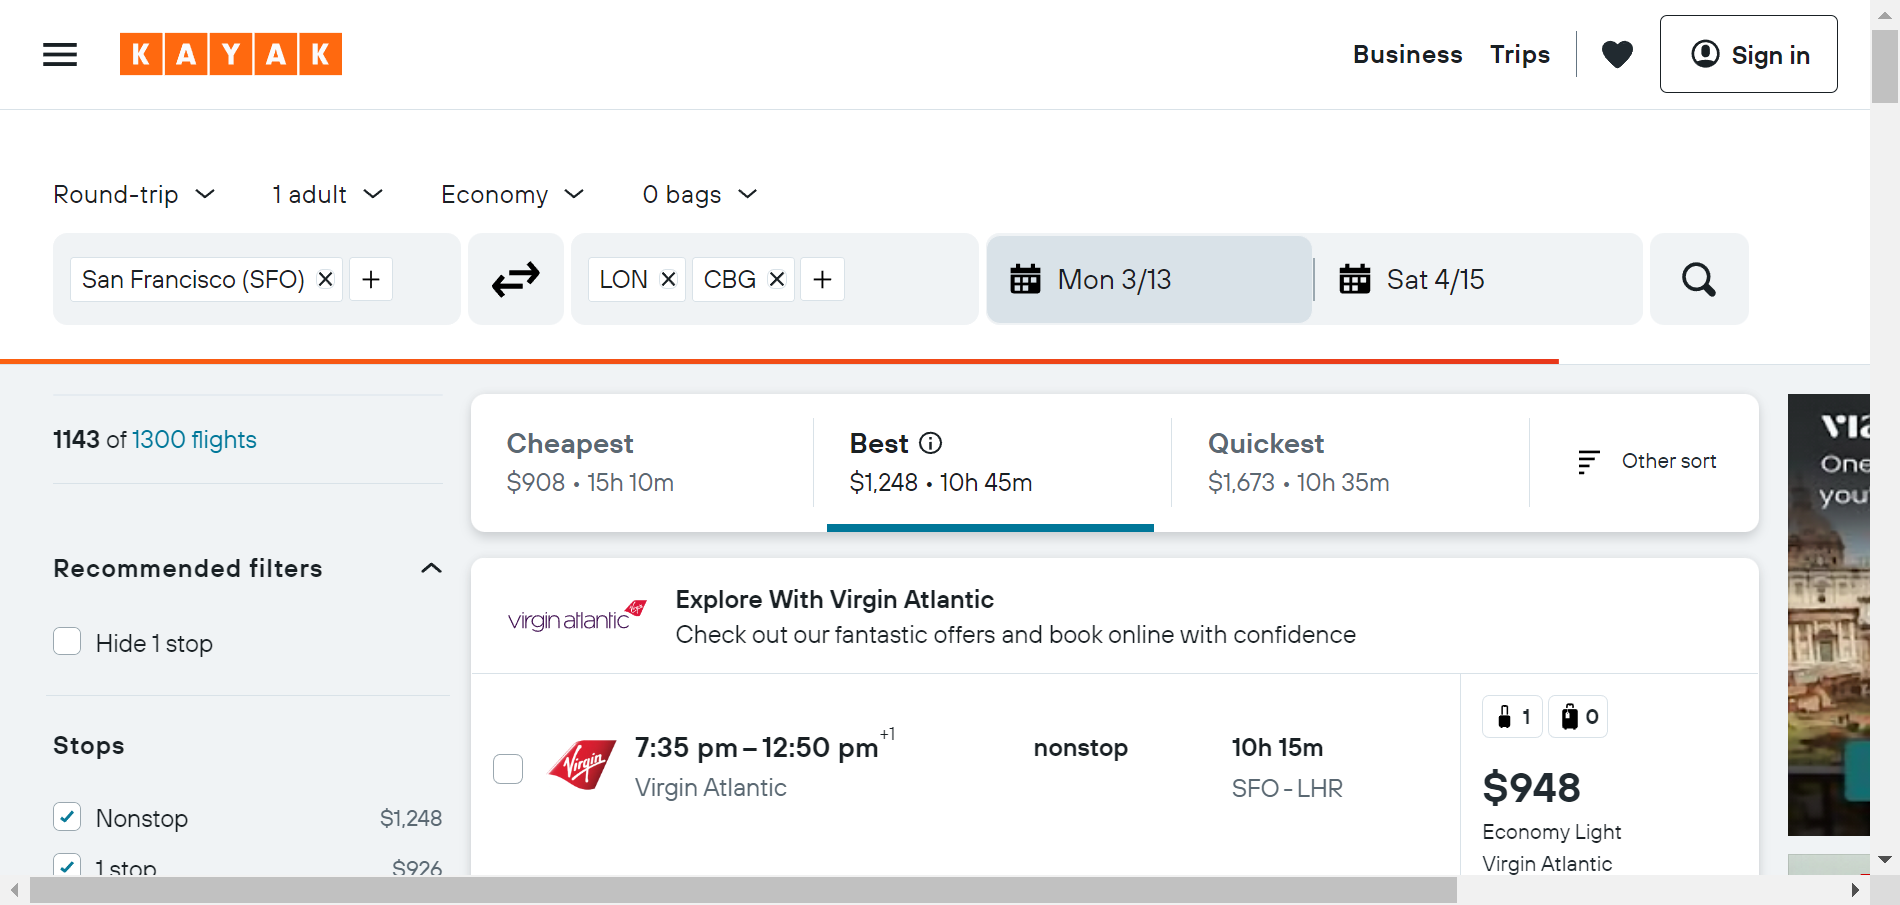 KAYAK
Business
Trips
Sign in
Round-trip
1 adult
Economy
0 bags
San Francisco (SFO)
LON
CBG
Mon 3/13
Sat 4/15
1143 of 1300 flights
Cheapest
$908 • 15h 10m
Best
$1,248 • 10h 45m
Quickest
$1,673 • 10h 35m
Other sort
Recommended filters
Hide 1 stop
Stops
Nonstop $1,248
1 stop $926
virgin atlantic
Explore With Virgin Atlantic
Check out our fantastic offers and book online with confidence
Virgin
7:35 pm – 12:50 pm +1
Virgin Atlantic
nonstop
10h 15m
SFO - LHR
1
0
$948
Economy Light
Virgin Atlantic
One